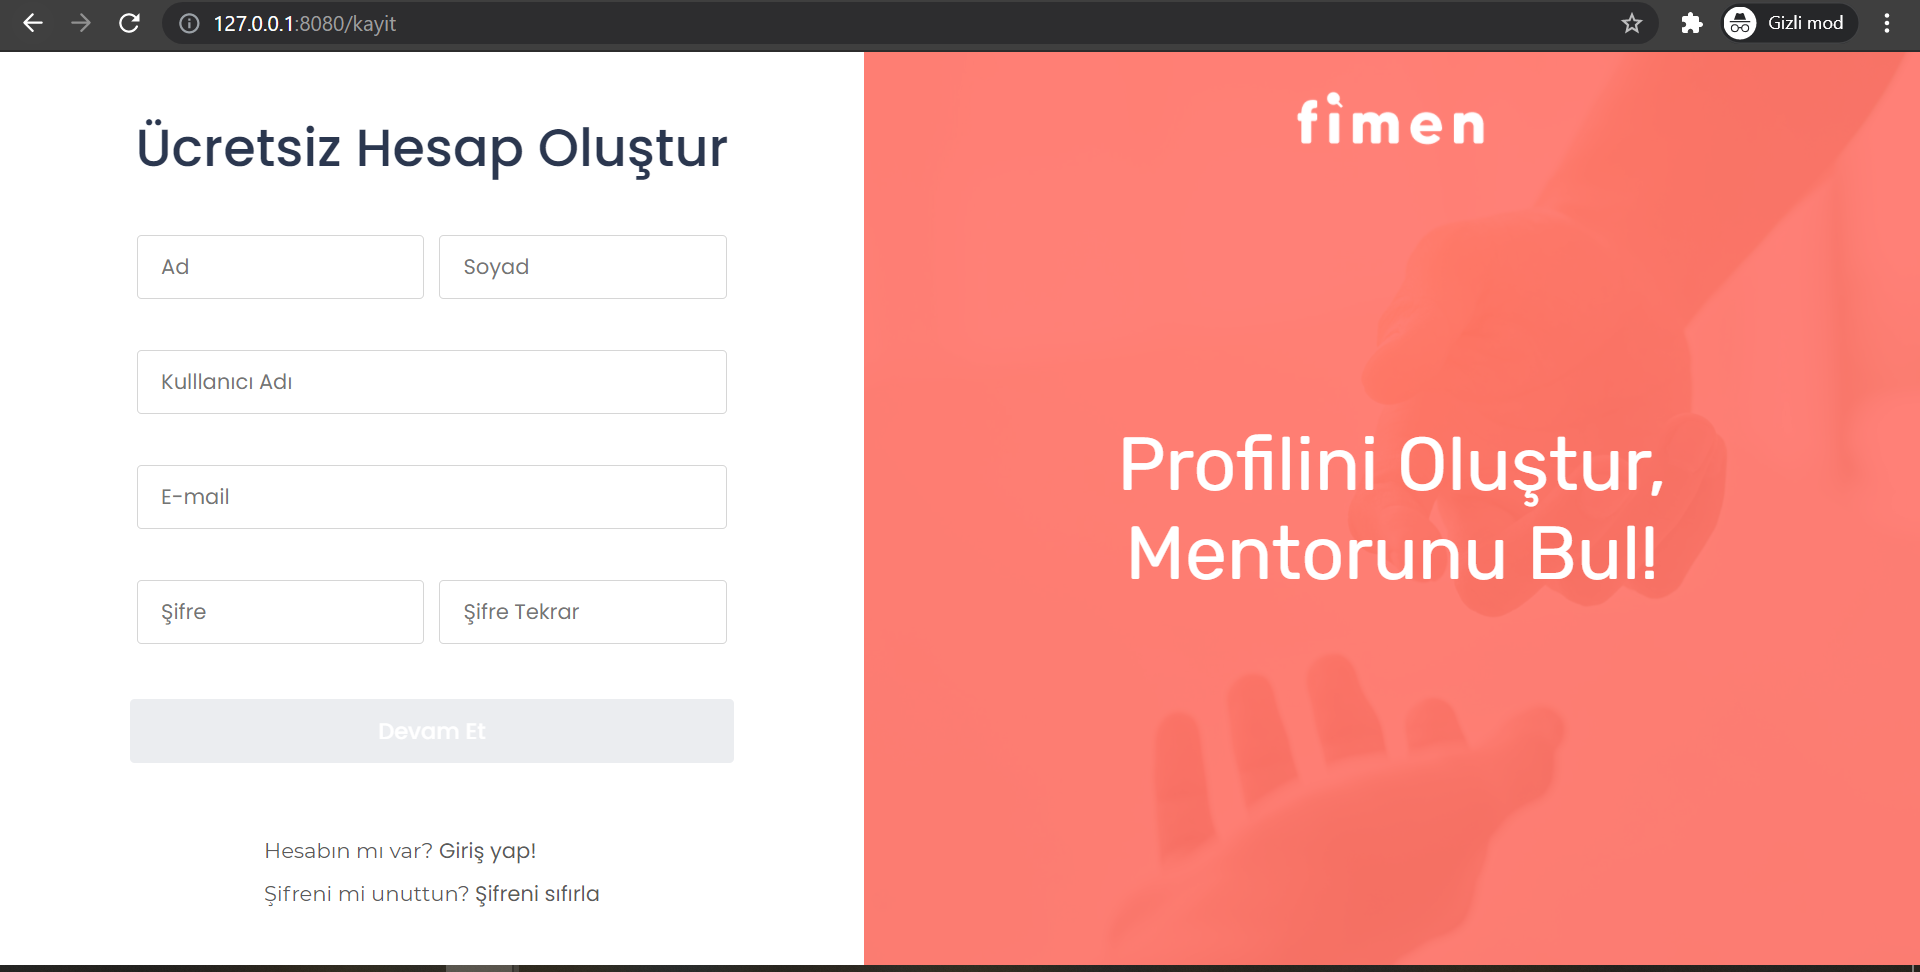 127.0.0.1:8080/kayit
Gizli mod
Ücretsiz Hesap Oluştur
Ad
Soyad
Kulllanıcı Adı
E-mail
Şifre
Şifre Tekrar
Devam Et
Hesabın mı var? Giriş yap!
Şifreni mi unuttun? Şifreni sıfırla
fimen
Profilini Oluştur,
Mentorunu Bul!